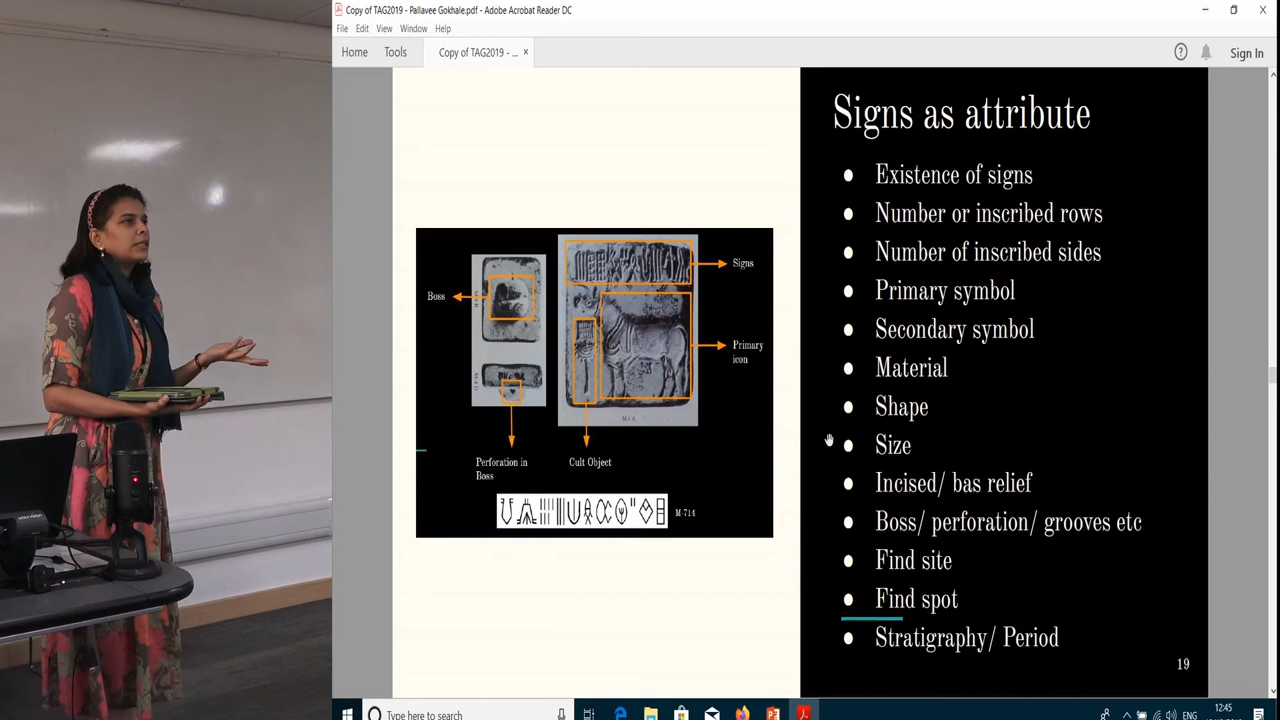 Copy of TAG2019 - Pallavee Gokhale.pdf - Adobe Acrobat Reader DC
File Edit View Window Help
Home Tools Copy of TAG2019 - ... × Sign In
Signs as attribute
Existence of signs
Number or inscribed rows
Number of inscribed sides
Primary symbol
Secondary symbol
Material
Shape
Size
Incised/ bas relief
Boss/ perforation/ grooves etc
Find site
Find spot
Stratigraphy/ Period
19
Signs
Boss
Primary
icon
Perforation in
Boss
Cult Object
M-714
Type here to search
12:45